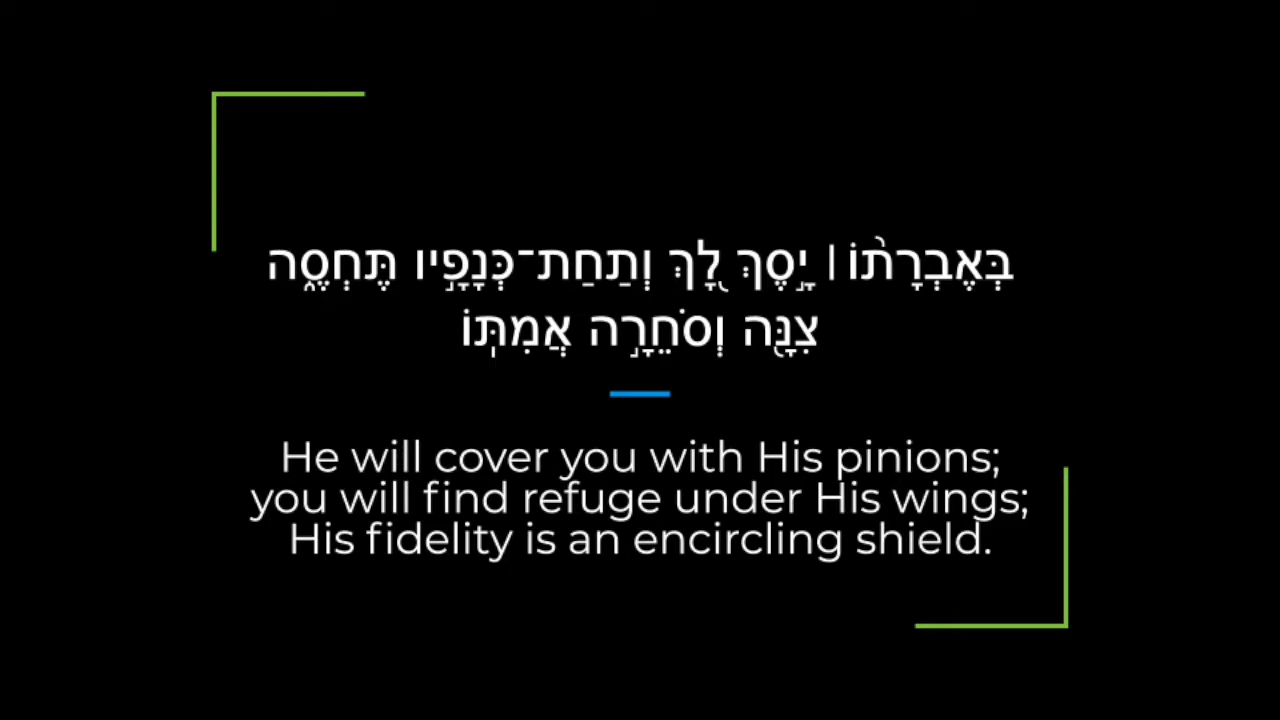 בְּאֶבְרָת֨וֹ ׀ יָ֣סֶךְ לָ֭ךְ וְתַחַת־כְּנָפָ֣יו תֶּחְסֶ֑ה
צִנָּ֖ה וְסֹחֵרָ֣ה אֲמִתּֽוֹ
He will cover you with His pinions;
you will find refuge under His wings;
His fidelity is an encircling shield.